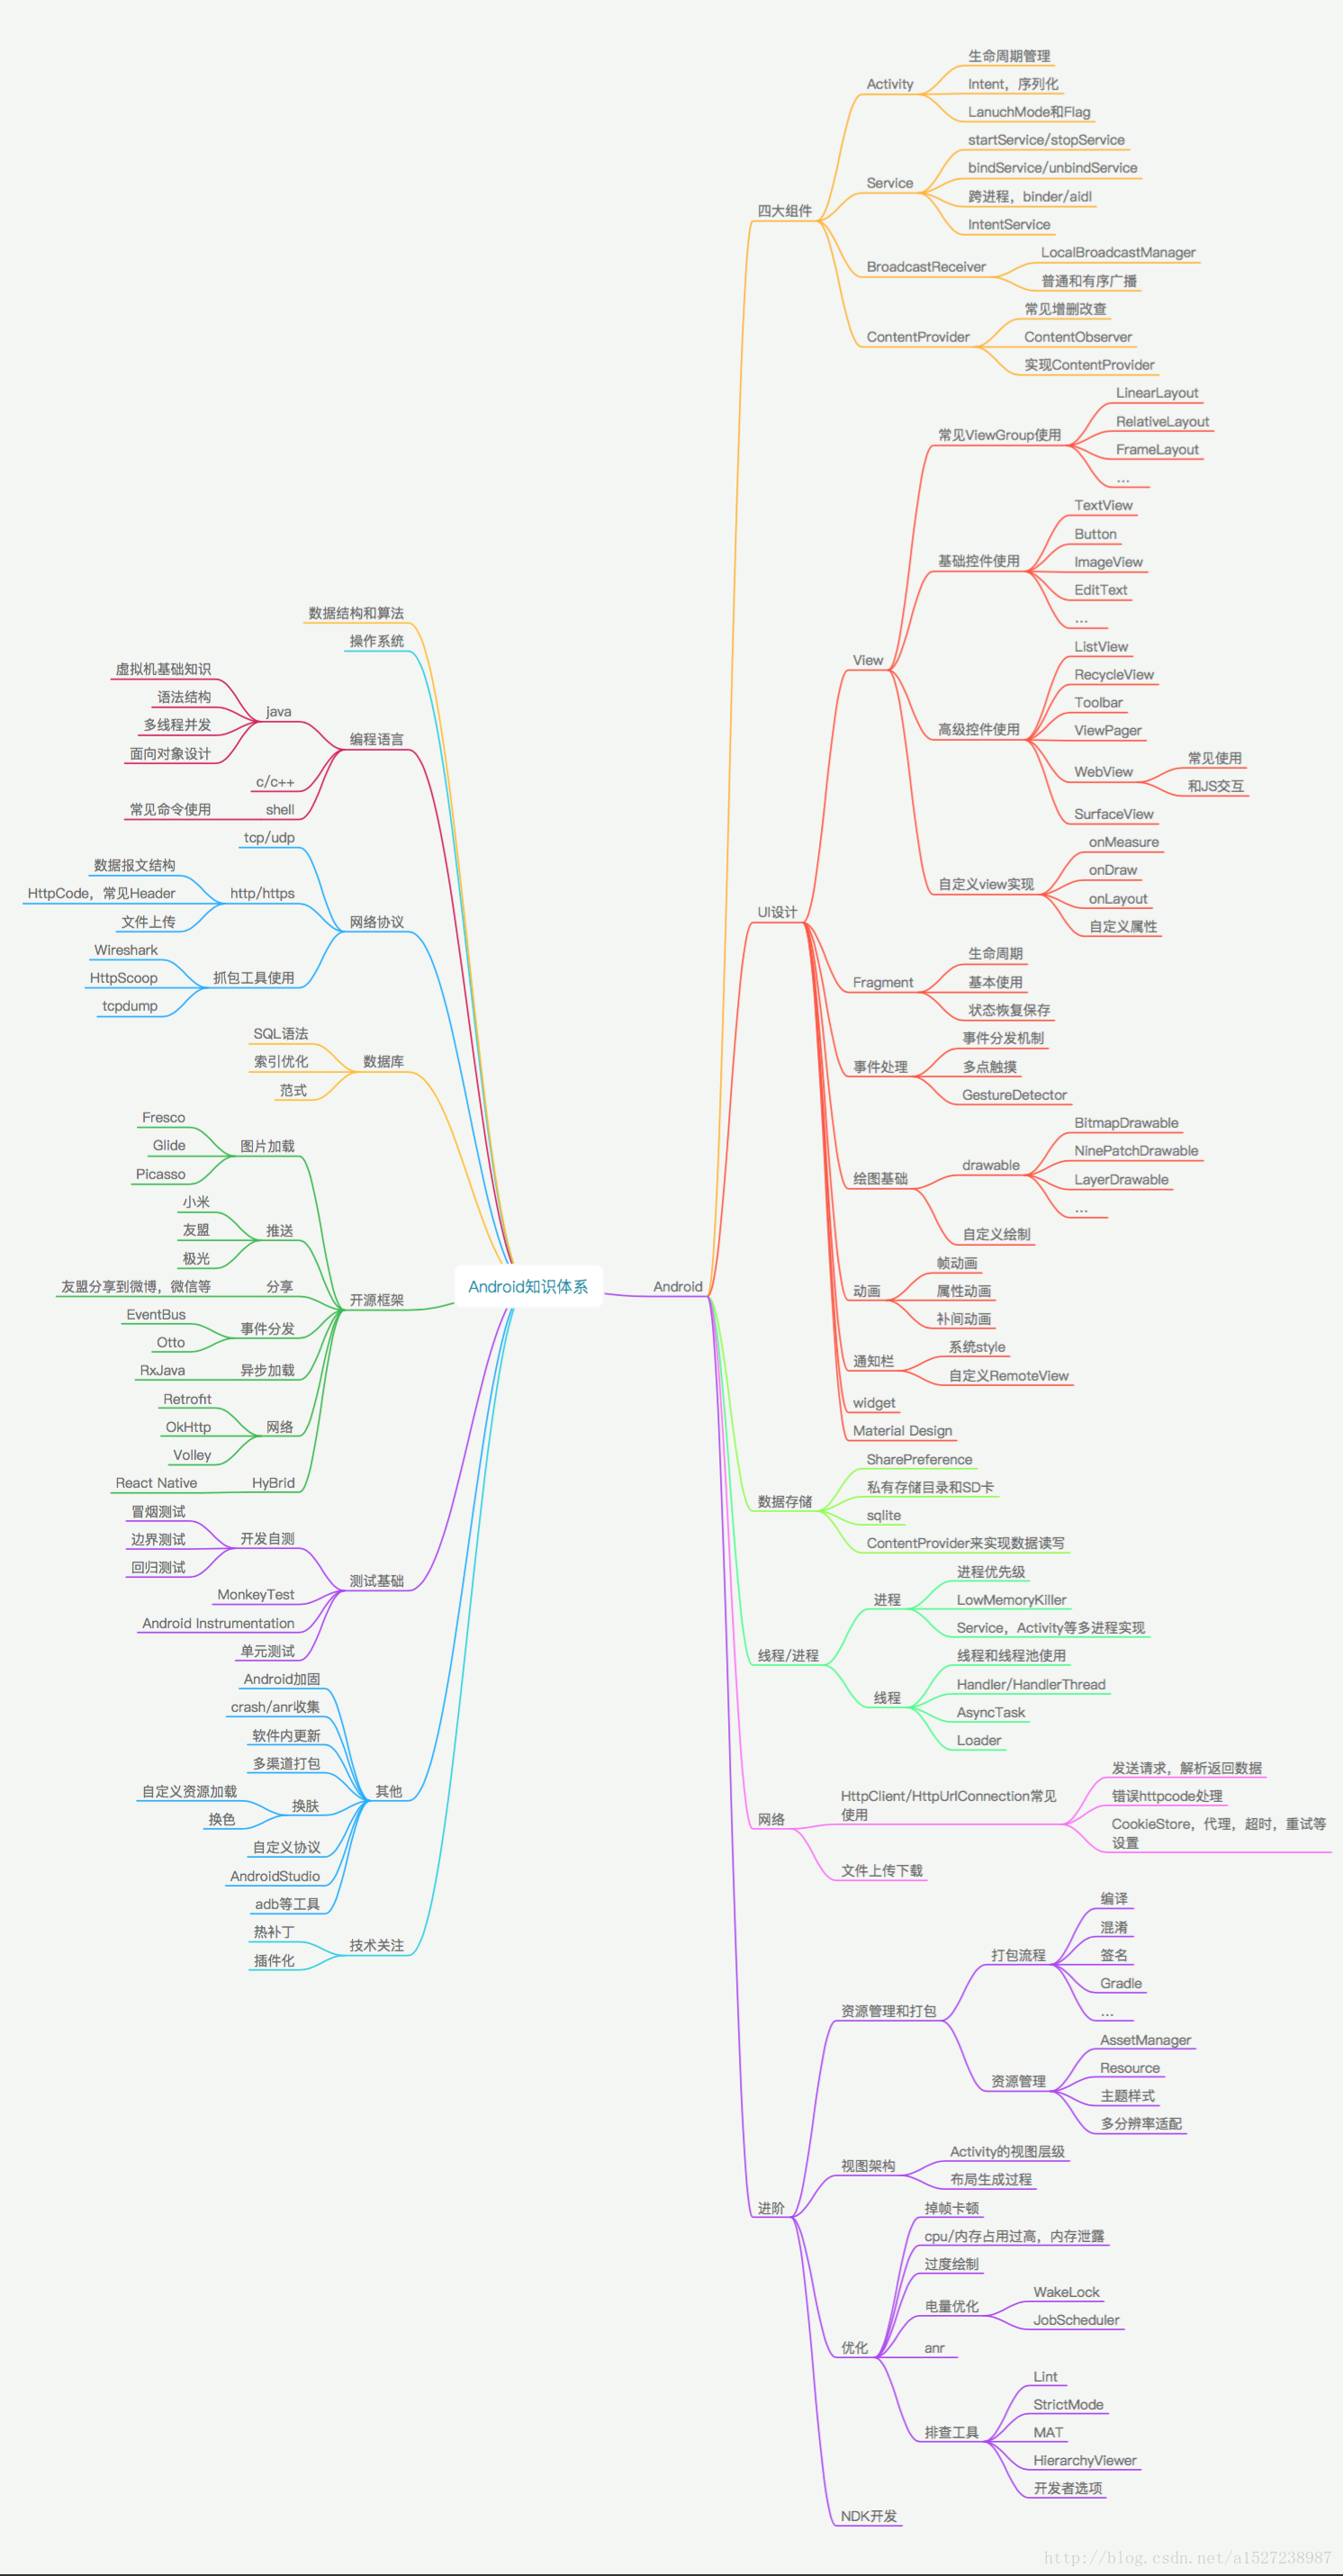 Android知识体系
Android
四大组件
Activity
生命周期管理
Intent，序列化
LanuchMode和Flag
Service
startService/stopService
bindService/unbindService
跨进程，binder/aidl
IntentService
BroadcastReceiver
LocalBroadcastManager
普通和有序广播
ContentProvider
常见增删改查
ContentObserver
实现ContentProvider
UI设计
View
常见ViewGroup使用
LinearLayout
RelativeLayout
FrameLayout
...
基础控件使用
TextView
Button
ImageView
EditText
...
高级控件使用
ListView
RecycleView
Toolbar
ViewPager
WebView
常见使用
和JS交互
SurfaceView
自定义view实现
onMeasure
onDraw
onLayout
自定义属性
Fragment
生命周期
基本使用
状态恢复保存
事件处理
事件分发机制
多点触摸
GestureDetector
绘图基础
drawable
BitmapDrawable
NinePatchDrawable
LayerDrawable
...
自定义绘制
动画
帧动画
属性动画
补间动画
通知栏
系统style
自定义RemoteView
widget
Material Design
数据存储
SharePreference
私有存储目录和SD卡
sqlite
ContentProvider来实现数据读写
线程/进程
进程
进程优先级
LowMemoryKiller
Service，Activity等多进程实现
线程
线程和线程池使用
Handler/HandlerThread
AsyncTask
Loader
网络
HttpClient/HttpUrlConnection常见
使用
发送请求，解析返回数据
错误httpcode处理
CookieStore，代理，超时，重试等
设置
文件上传下载
进阶
资源管理和打包
打包流程
编译
混淆
签名
Gradle
...
资源管理
AssetManager
Resource
主题样式
多分辨率适配
视图架构
Activity的视图层级
布局生成过程
优化
掉帧卡顿
cpu/内存占用过高，内存泄露
过度绘制
电量优化
WakeLock
JobScheduler
anr
排查工具
Lint
StrictMode
MAT
HierarchyViewer
开发者选项
NDK开发
数据结构和算法
操作系统
编程语言
java
虚拟机基础知识
语法结构
多线程并发
面向对象设计
c/c++
shell
常见命令使用
网络协议
tcp/udp
http/https
数据报文结构
HttpCode，常见Header
文件上传
抓包工具使用
Wireshark
HttpScoop
tcpdump
数据库
SQL语法
索引优化
范式
开源框架
图片加载
Fresco
Glide
Picasso
推送
小米
友盟
极光
分享
友盟分享到微博，微信等
事件分发
EventBus
Otto
异步加载
RxJava
网络
Retrofit
OkHttp
Volley
HyBrid
React Native
测试基础
开发自测
冒烟测试
边界测试
回归测试
MonkeyTest
Android Instrumentation
单元测试
其他
Android加固
crash/anr收集
软件内更新
多渠道打包
换肤
自定义资源加载
换色
自定义协议
AndroidStudio
adb等工具
技术关注
热补丁
插件化
http://blog.csdn.net/a1527238987